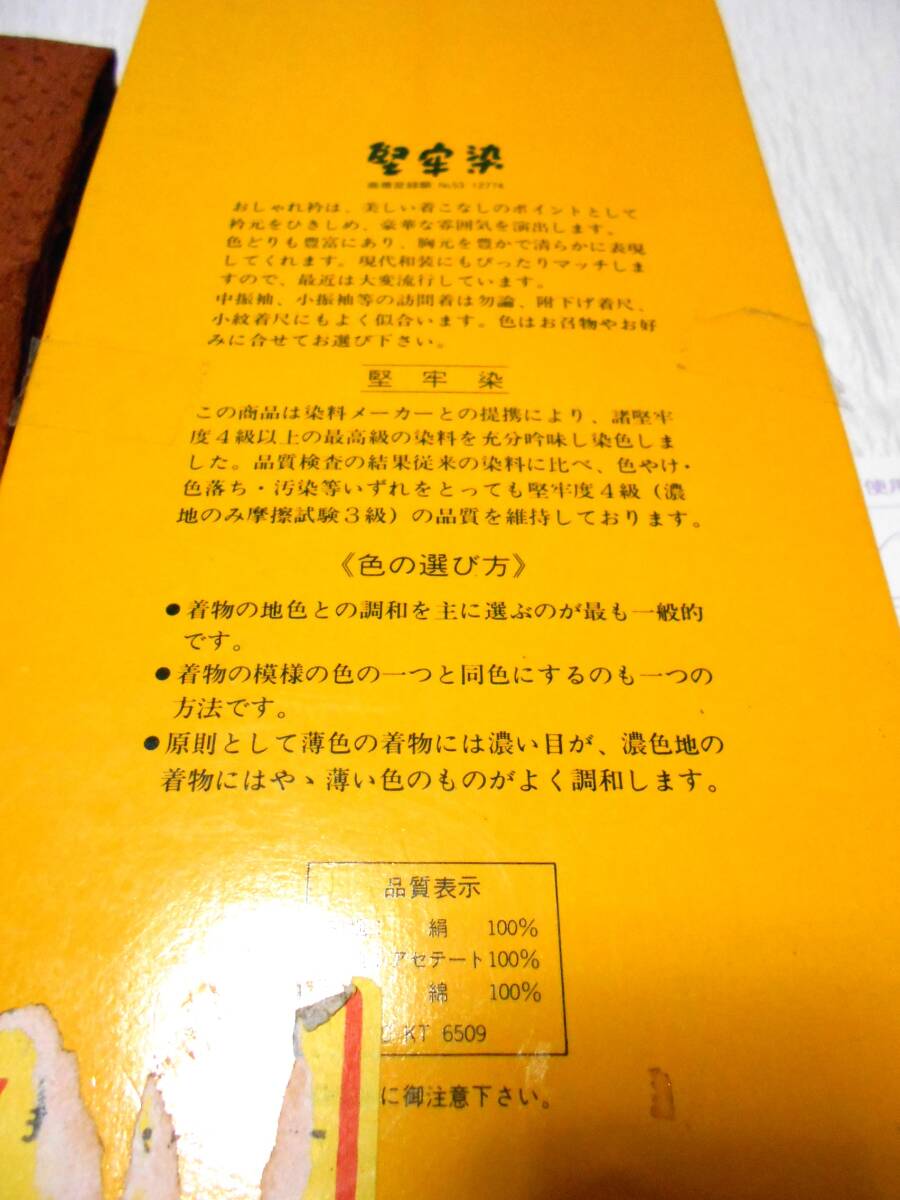 堅牢染
商標登録願 No.53-12774
おしゃれ衿は、美しい着こなしのポイントとして
衿元をひきしめ、豪華な雰囲気を演出します。
色どりも豊富にあり、胸元を豊かで清らかに表現
してくれます。現代和装にもぴったりマッチしま
すので、最近は大変流行しています。
中振袖、小振袖等の訪問着は勿論、附下げ着尺、
小紋着尺にもよく似合います。色はお召物やお好
みに合せてお選び下さい。
堅牢染
この商品は染料メーカーとの提携により、諸堅牢
度4級以上の最高級の染料を充分吟味し染色しま
した。品質検査の結果従来の染料に比べ、色やけ・
色落ち・汚染等いずれをとっても堅牢度4級（濃
地のみ摩擦試験3級）の品質を維持しております。
《色の選び方》
●着物の地色との調和を主に選ぶのが最も一般的
です。
●着物の模様の色の一つと同色にするのも一つの
方法です。
●原則として薄色の着物には濃い目が、濃色地の
着物にはやゝ薄い色のものがよく調和します。
品質表示
絹 100%
アセテート100%
綿 100%
KT 6509
に御注意下さい。
使用